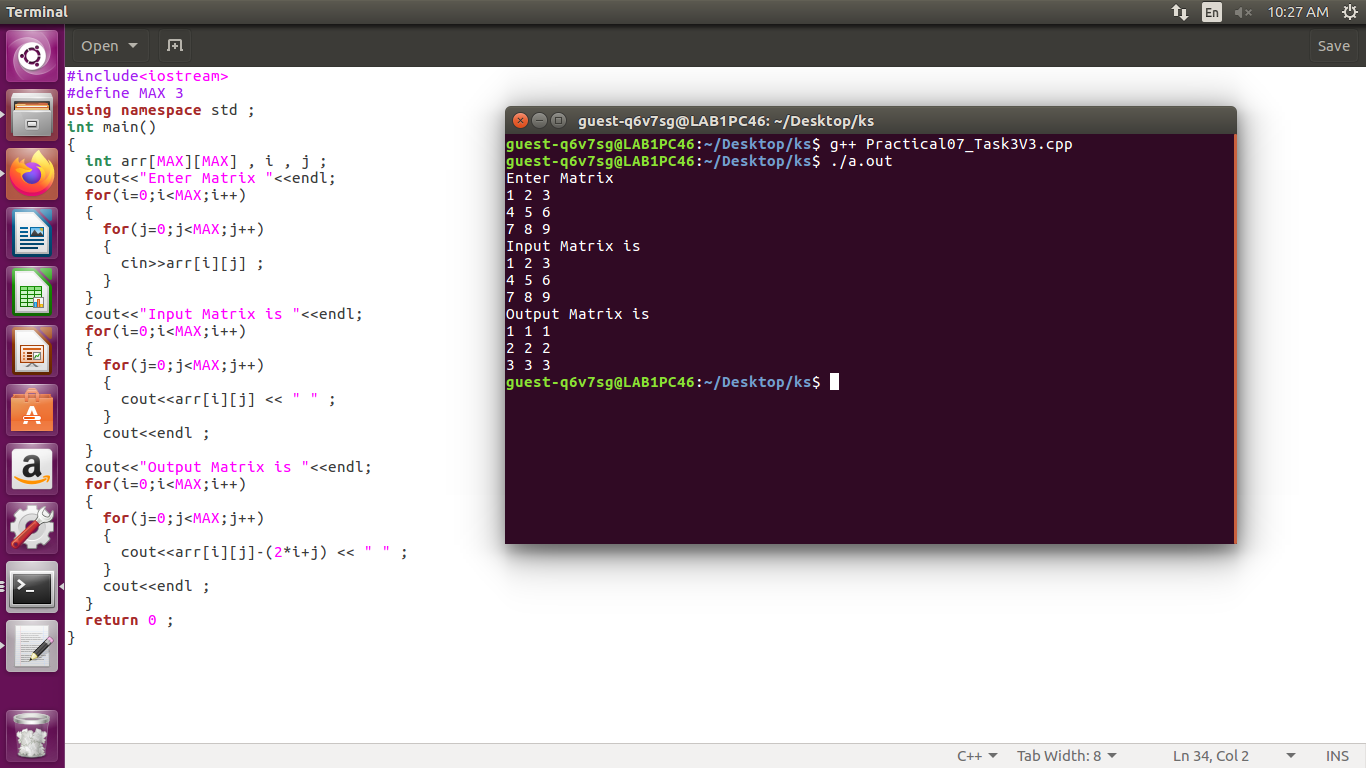 Terminal
En
10:27 AM
Open
Save
#include<iostream>
#define MAX 3
using namespace std ;
int main()
{
  int arr[MAX][MAX] , i , j ;
  cout<<"Enter Matrix "<<endl;
  for(i=0;i<MAX;i++)
  {
    for(j=0;j<MAX;j++)
    {
      cin>>arr[i][j] ;
    }
  }
  cout<<"Input Matrix is "<<endl;
  for(i=0;i<MAX;i++)
  {
    for(j=0;j<MAX;j++)
    {
      cout<<arr[i][j] << " " ;
    }
    cout<<endl ;
  }
  cout<<"Output Matrix is "<<endl;
  for(i=0;i<MAX;i++)
  {
    for(j=0;j<MAX;j++)
    {
      cout<<arr[i][j]-(2*i+j) << " " ;
    }
    cout<<endl ;
  }
  return 0 ;
}
guest-q6v7sg@LAB1PC46: ~/Desktop/ks
guest-q6v7sg@LAB1PC46:~/Desktop/ks$ g++ Practical07_Task3V3.cpp
guest-q6v7sg@LAB1PC46:~/Desktop/ks$ ./a.out
Enter Matrix
1 2 3
4 5 6
7 8 9
Input Matrix is
1 2 3
4 5 6
7 8 9
Output Matrix is
1 1 1
2 2 2
3 3 3
guest-q6v7sg@LAB1PC46:~/Desktop/ks$
C++
Tab Width: 8
Ln 34, Col 2
INS